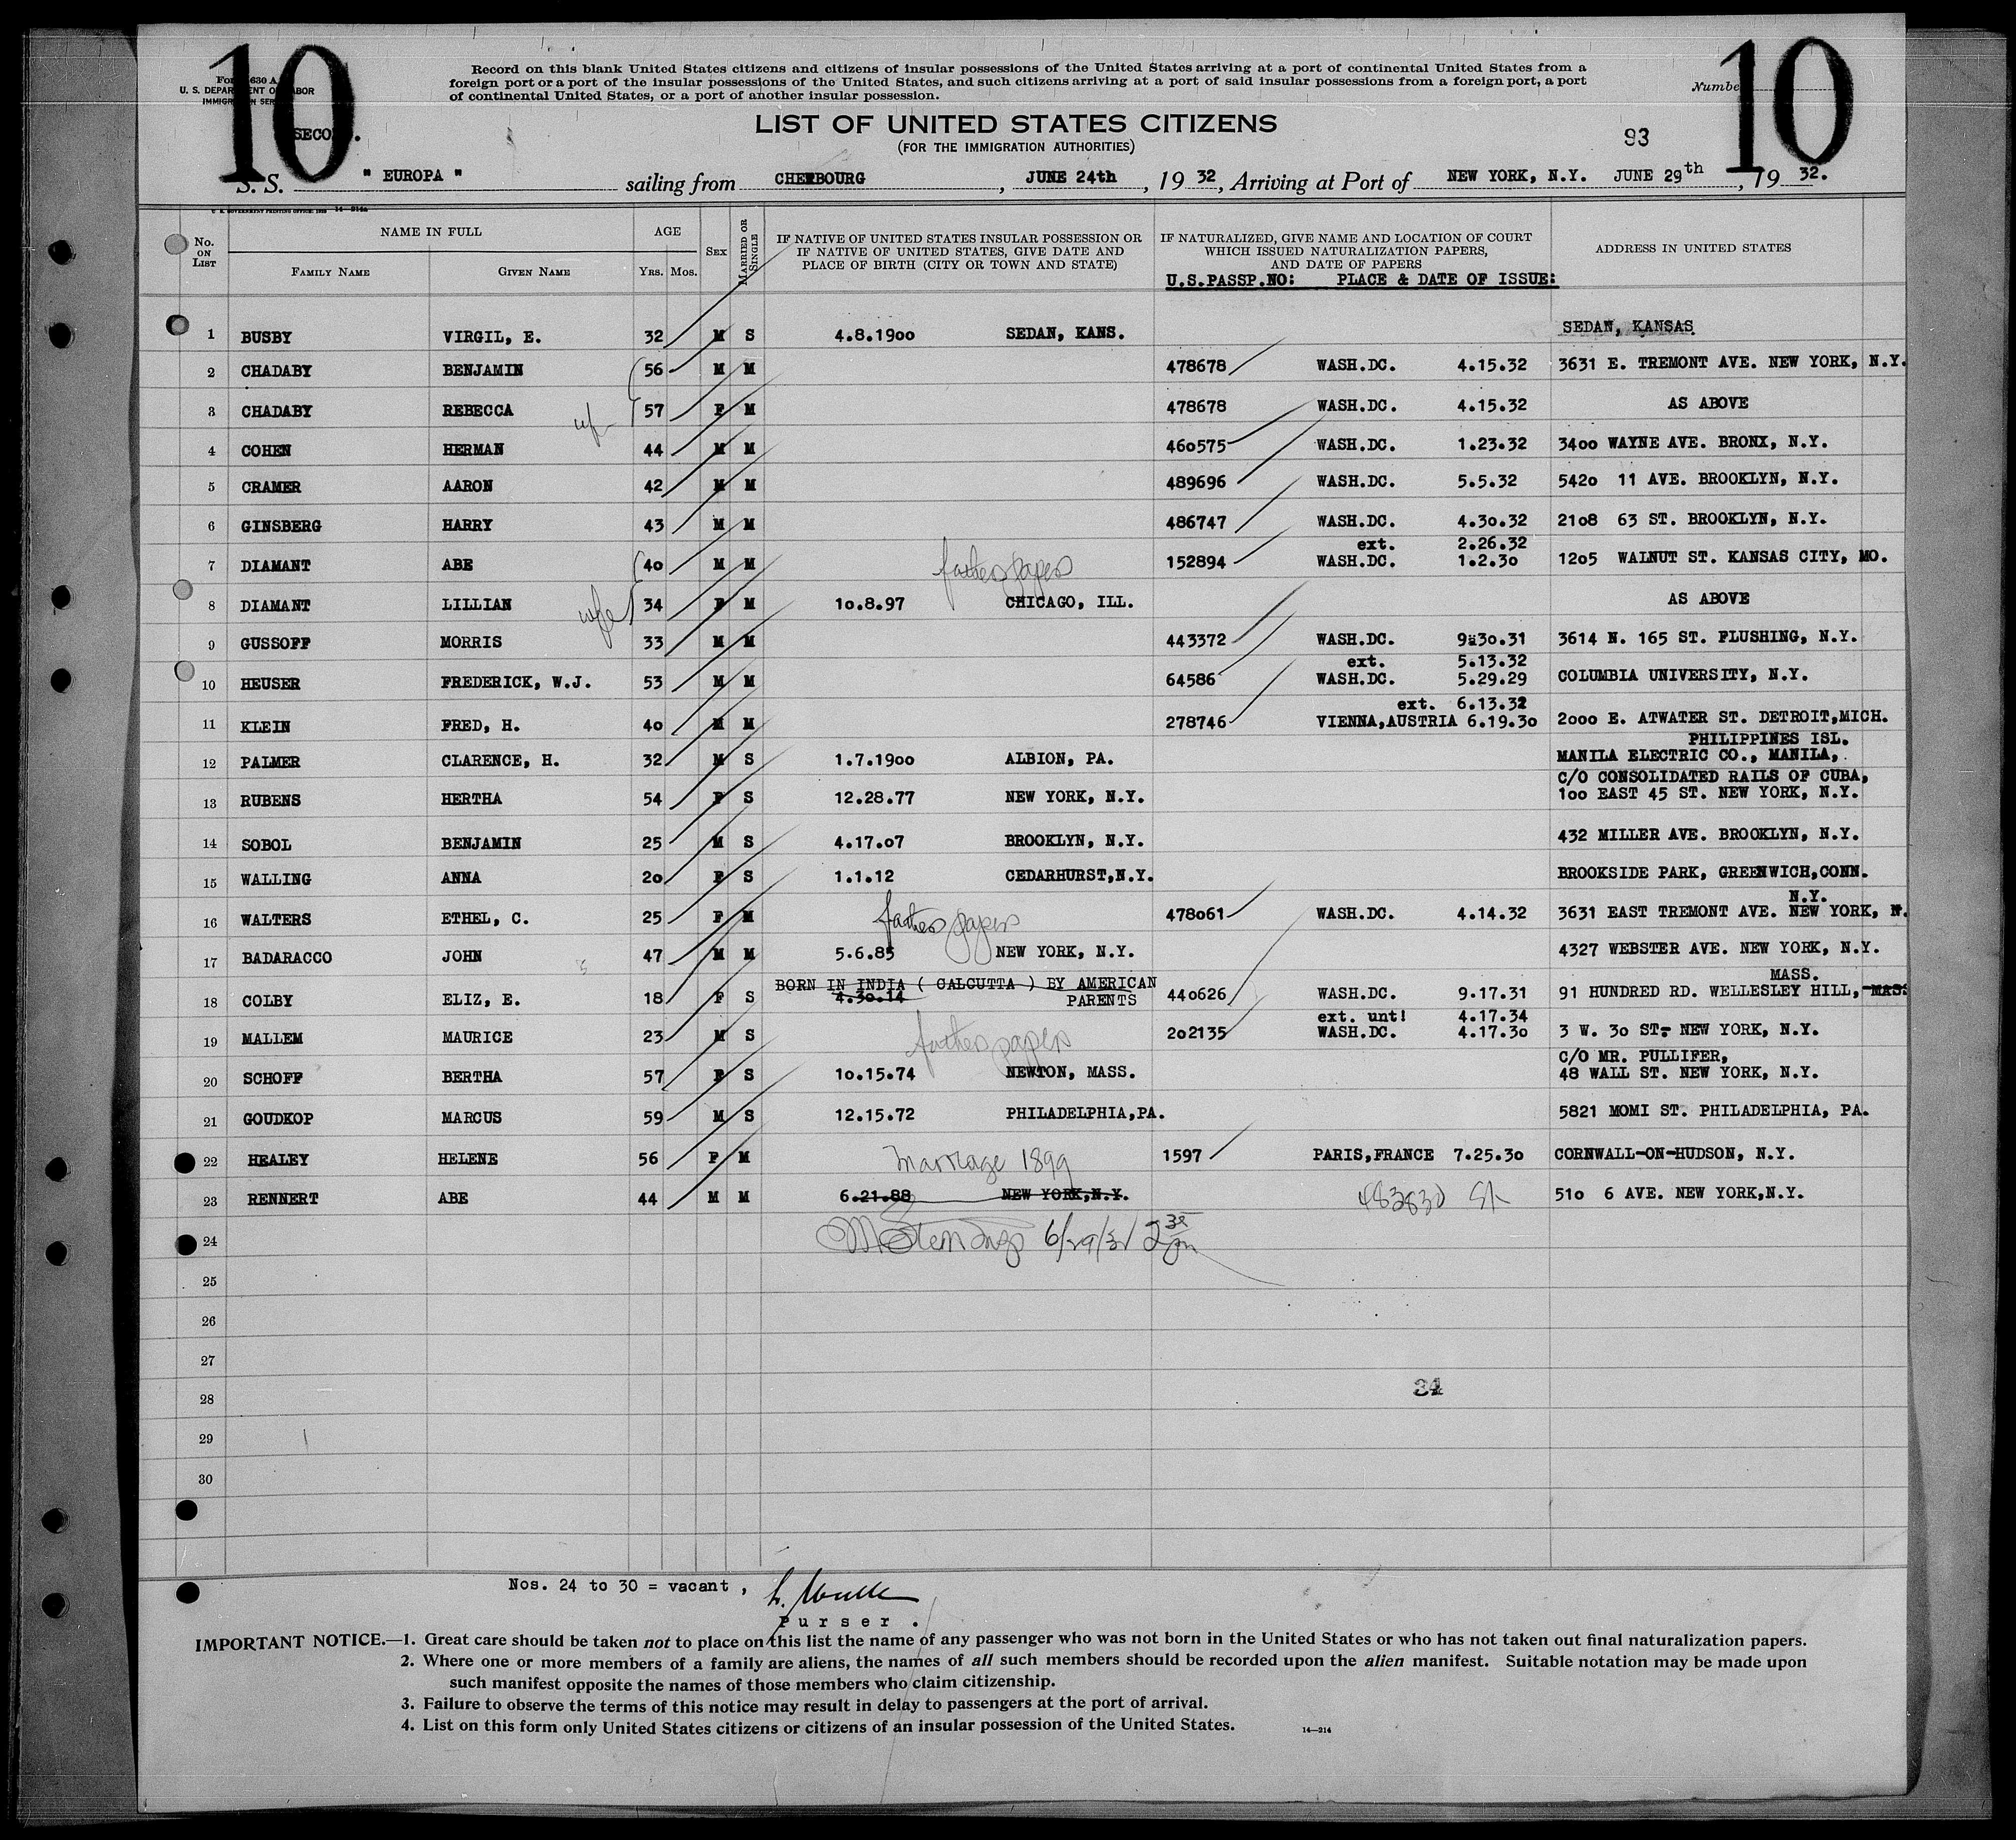 10
10
Form 630 A
U. S. DEPARTMENT OF LABOR
IMMIGRATION SERVICE
SECOND.
Record on this blank United States citizens and citizens of insular possessions of the United States arriving at a port of continental United States from a
foreign port or a port of the insular possessions of the United States, and such citizens arriving at a port of said insular possessions from a foreign port, a port
of continental United States, or a port of another insular possession.
Number
LIST OF UNITED STATES CITIZENS
(FOR THE IMMIGRATION AUTHORITIES)
93
S. S. " EUROPA " sailing from CHERBOURG, JUNE 24th, 19 32, Arriving at Port of NEW YORK, N.Y. JUNE 29th, 19 32.
No. ON LIST
NAME IN FULL
FAMILY NAME GIVEN NAME
AGE
Yrs. Mos.
SEX
MARRIED OR SINGLE
IF NATIVE OF UNITED STATES INSULAR POSSESSION OR
IF NATIVE OF UNITED STATES, GIVE DATE AND
PLACE OF BIRTH (CITY OR TOWN AND STATE)
IF NATURALIZED, GIVE NAME AND LOCATION OF COURT
WHICH ISSUED NATURALIZATION PAPERS,
AND DATE OF PAPERS
U.S.PASSP.NO: PLACE & DATE OF ISSUE:
ADDRESS IN UNITED STATES
1 BUSBY VIRGIL, E. 32 M S 4.8.1900 SEDAN, KANS. SEDAN, KANSAS
2 CHADABY BENJAMIN 56 M M 478678 WASH.DC. 4.15.32 3631 E. TREMONT AVE. NEW YORK, N.Y.
3 CHADABY REBECCA 57 F M 478678 WASH.DC. 4.15.32 AS ABOVE
4 COHEN HERMAN 44 M M 460575 WASH.DC. 1.23.32 3400 WAYNE AVE. BRONX, N.Y.
5 CRAMER AARON 42 M M 489696 WASH.DC. 5.5.32 5420 11 AVE. BROOKLYN, N.Y.
6 GINSBERG HARRY 43 M M 486747 WASH.DC. 4.30.32 2108 63 ST. BROOKLYN, N.Y.
ext. 2.26.32
7 DIAMANT ABE 40 M M fathers papers 152894 WASH.DC. 1.2.30 1205 WALNUT ST. KANSAS CITY, MO.
8 DIAMANT LILLIAN wife 34 F M 10.8.97 CHICAGO, ILL. AS ABOVE
9 GUSSOFF MORRIS 33 M M 443372 WASH.DC. 9.30.31 3614 N. 165 ST. FLUSHING, N.Y.
ext. 5.13.32
10 HEUSER FREDERICK, W.J. 53 M M 64586 WASH.DC. 5.29.29 COLUMBIA UNIVERSITY, N.Y.
ext. 6.13.32
11 KLEIN FRED, H. 40 M M 278746 VIENNA,AUSTRIA 6.19.30 2000 E. ATWATER ST. DETROIT,MICH.
PHILIPPINES ISL.
12 PALMER CLARENCE, H. 32 M S 1.7.1900 ALBION, PA. MANILA ELECTRIC CO., MANILA,
C/O CONSOLIDATED RAILS OF CUBA,
13 RUBENS HERTHA 54 F S 12.28.77 NEW YORK, N.Y. 100 EAST 45 ST. NEW YORK, N.Y.
14 SOBOL BENJAMIN 25 M S 4.17.07 BROOKLYN, N.Y. 432 MILLER AVE. BROOKLYN, N.Y.
15 WALLING ANNA 20 F S 1.1.12 CEDARHURST,N.Y. BROOKSIDE PARK, GREENWICH,CONN.
N.Y.
16 WALTERS ETHEL, C. 25 F M fathers papers 478061 WASH.DC. 4.14.32 3631 EAST TREMONT AVE. NEW YORK, N.
17 BADARACCO JOHN 47 M M 5.6.85 NEW YORK, N.Y. 4327 WEBSTER AVE. NEW YORK, N.Y.
BORN IN INDIA ( CALCUTTA ) BY AMERICAN MASS.
18 COLBY ELIZ, E. 18 F S 4.30.14 PARENTS 440626 WASH.DC. 9.17.31 91 HUNDRED RD. WELLESLEY HILL, MASS
ext. unt! 4.17.34
19 MALLEM MAURICE 23 M S fathers papers 202135 WASH.DC. 4.17.30 3 W. 30 ST. NEW YORK, N.Y.
C/O MR. PULLIFER,
20 SCHOFF BERTHA 57 F S 10.15.74 NEWTON, MASS. 48 WALL ST. NEW YORK, N.Y.
21 GOUDKOP MARCUS 59 M S 12.15.72 PHILADELPHIA,PA. 5821 MOMI ST. PHILADELPHIA, PA.
22 HEALEY HELENE 56 F M Marriage 1899 1597 PARIS,FRANCE 7.25.30 CORNWALL-ON-HUDSON, N.Y.
23 RENNERT ABE 44 M M 6.21.88 NEW YORK,N.Y. 483830 510 6 AVE. NEW YORK,N.Y.
24 6/29/32
25
26
27
28 34
29
30
Nos. 24 to 30 = vacant ,
Purser .
IMPORTANT NOTICE.—1. Great care should be taken not to place on this list the name of any passenger who was not born in the United States or who has not taken out final naturalization papers.
2. Where one or more members of a family are aliens, the names of all such members should be recorded upon the alien manifest. Suitable notation may be made upon
such manifest opposite the names of those members who claim citizenship.
3. Failure to observe the terms of this notice may result in delay to passengers at the port of arrival.
4. List on this form only United States citizens or citizens of an insular possession of the United States.
14—214